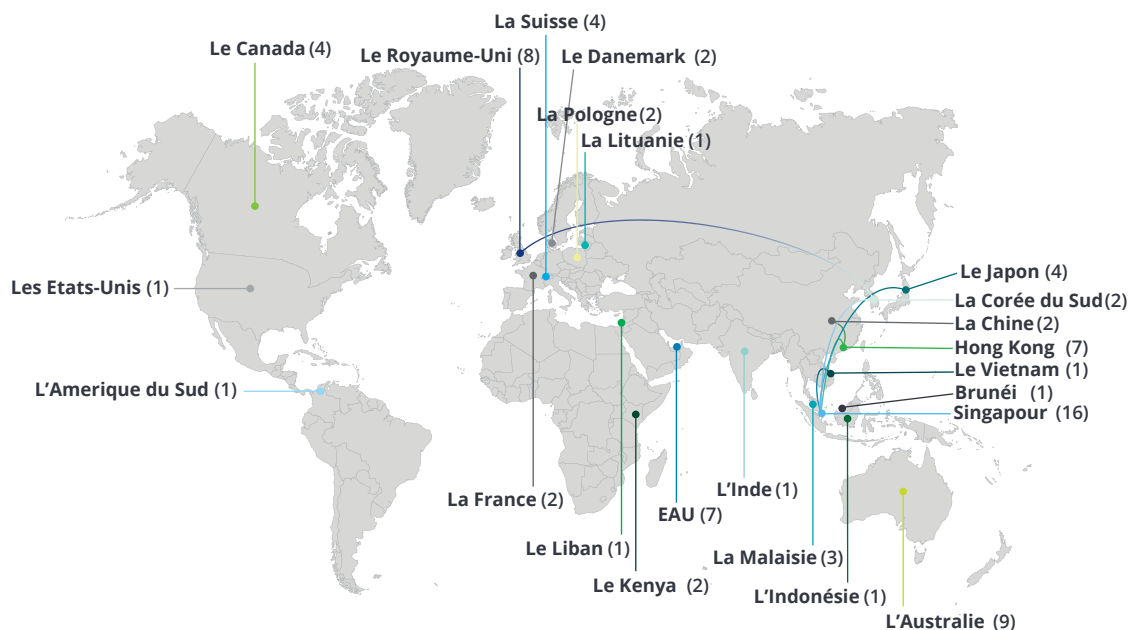 La Suisse (4)
Le Canada (4)
Le Royaume-Uni (8)
Le Danemark (2)
La Pologne (2)
La Lituanie (1)
Les Etats-Unis (1)
Le Japon (4)
La Corée du Sud (2)
La Chine (2)
Hong Kong (7)
Le Vietnam (1)
L'Amerique du Sud (1)
Brunéi (1)
Singapour (16)
La France (2)
L'Inde (1)
EAU (7)
Le Liban (1)
La Malaisie (3)
Le Kenya (2)
L'Indonésie (1)
L'Australie (9)